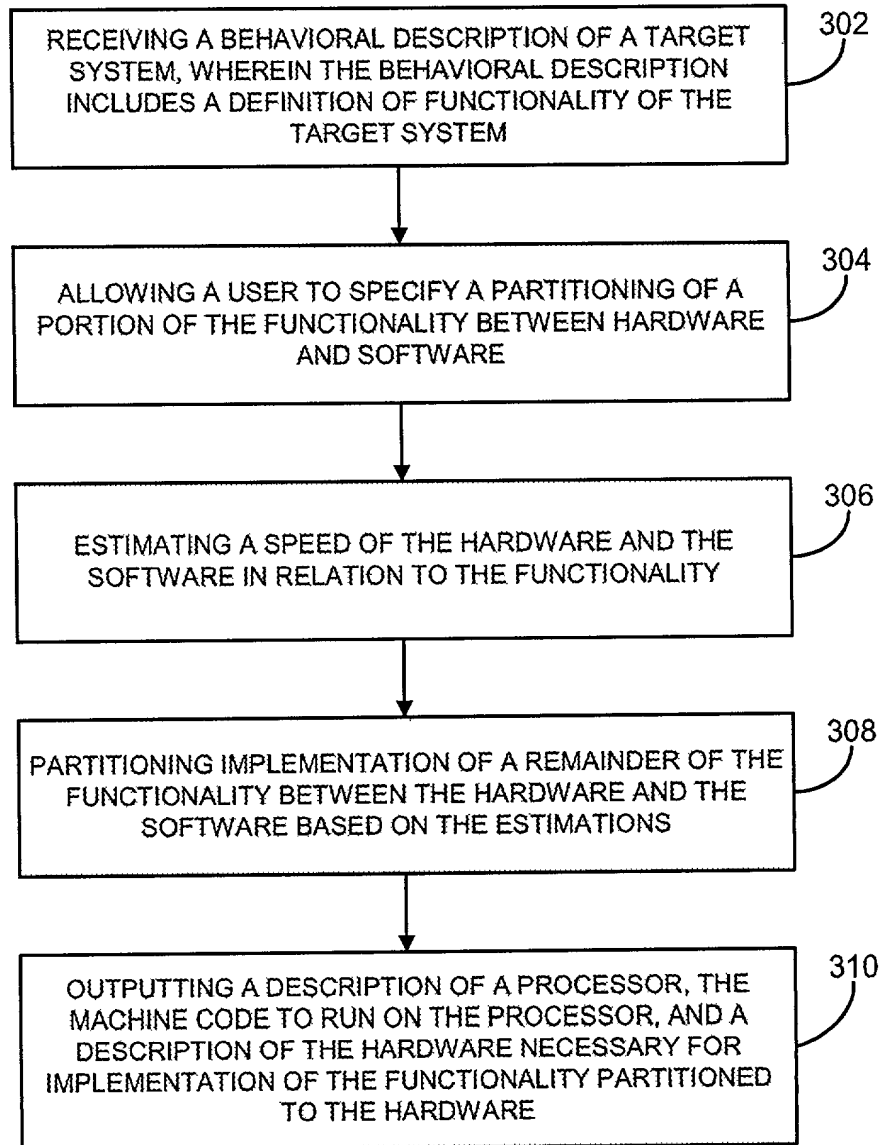 RECEIVING A BEHAVIORAL DESCRIPTION OF A TARGET
SYSTEM, WHEREIN THE BEHAVIORAL DESCRIPTION
INCLUDES A DEFINITION OF FUNCTIONALITY OF THE
TARGET SYSTEM
302
ALLOWING A USER TO SPECIFY A PARTITIONING OF A
PORTION OF THE FUNCTIONALITY BETWEEN HARDWARE
AND SOFTWARE
304
ESTIMATING A SPEED OF THE HARDWARE AND THE
SOFTWARE IN RELATION TO THE FUNCTIONALITY
306
PARTITIONING IMPLEMENTATION OF A REMAINDER OF THE
FUNCTIONALITY BETWEEN THE HARDWARE AND THE
SOFTWARE BASED ON THE ESTIMATIONS
308
OUTPUTTING A DESCRIPTION OF A PROCESSOR, THE
MACHINE CODE TO RUN ON THE PROCESSOR, AND A
DESCRIPTION OF THE HARDWARE NECESSARY FOR
IMPLEMENTATION OF THE FUNCTIONALITY PARTITIONED
TO THE HARDWARE
310